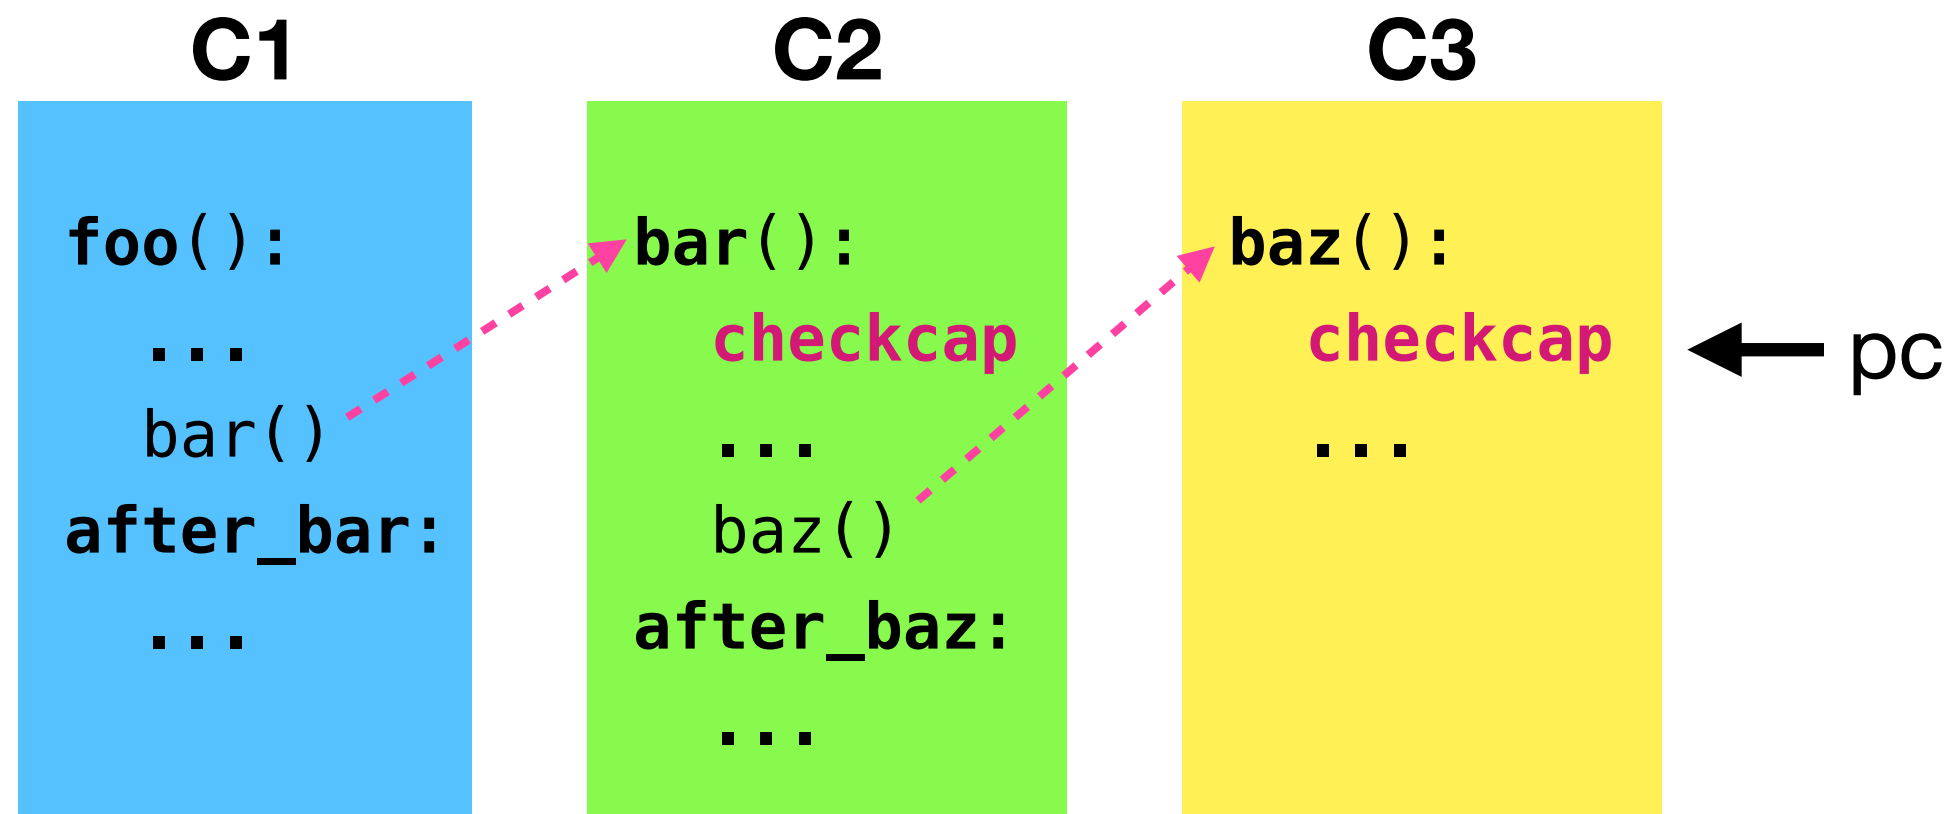 C1
foo():
...
bar()
after_bar:
...
C2
bar():
checkcap
...
baz()
after_baz:
...
C3
baz():
checkcap
...
pc